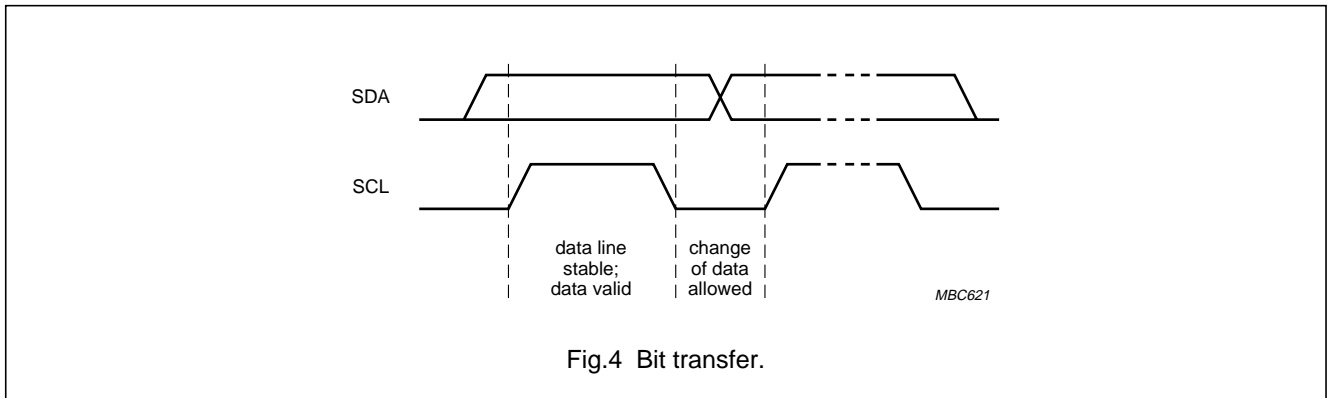 SDA
SCL
data line
stable;
data valid
change
of data
allowed
MBC621
Fig.4 Bit transfer.